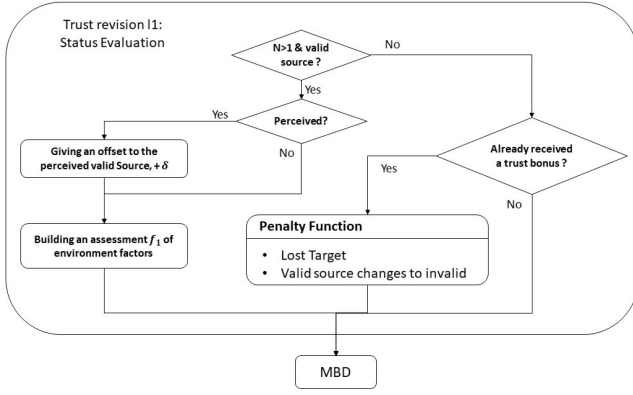 Trust revision l1:
Status Evaluation
N>1 & valid
source ?
No
Yes
Perceived?
Yes
No
Giving an offset to the
perceived valid Source, + δ
Already received
a trust bonus ?
Yes
No
Building an assessment f₁ of
environment factors
Penalty Function
• Lost Target
• Valid source changes to invalid
MBD